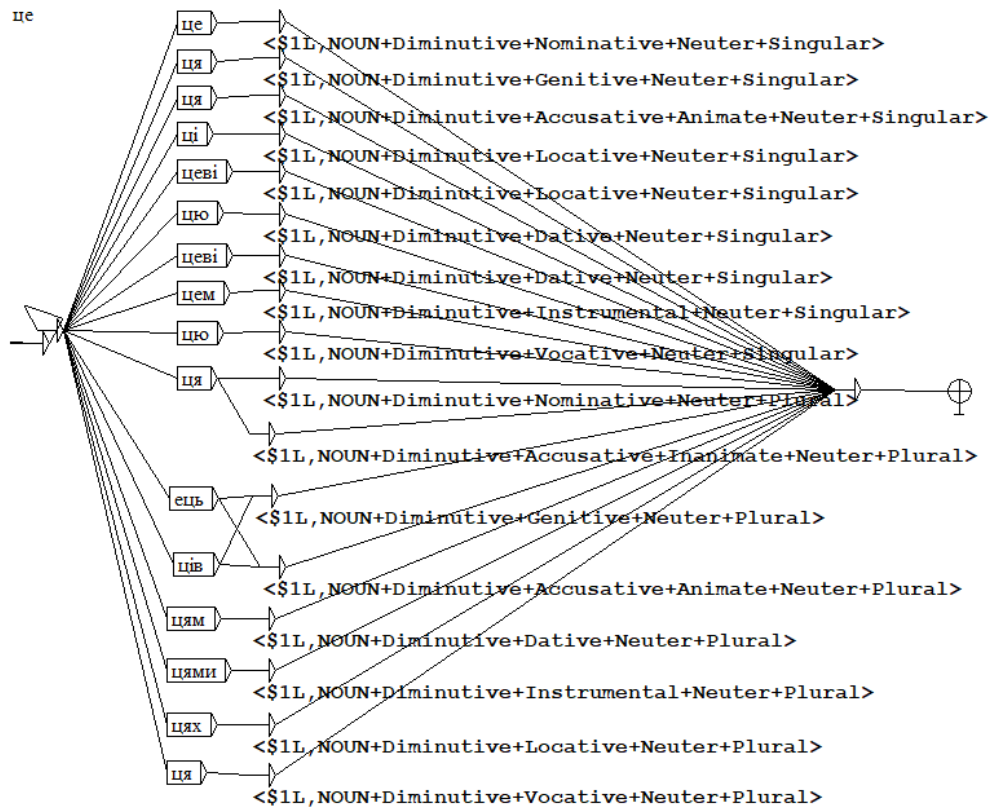 це
це
<$1L,NOUN+Diminutive+Nominative+Neuter+Singular>
ця
<$1L,NOUN+Diminutive+Genitive+Neuter+Singular>
ця
<$1L,NOUN+Diminutive+Accusative+Animate+Neuter+Singular>
ці
<$1L,NOUN+Diminutive+Locative+Neuter+Singular>
цеві
<$1L,NOUN+Diminutive+Locative+Neuter+Singular>
цю
<$1L,NOUN+Diminutive+Dative+Neuter+Singular>
цеві
<$1L,NOUN+Diminutive+Dative+Neuter+Singular>
цем
<$1L,NOUN+Diminutive+Instrumental+Neuter+Singular>
цю
<$1L,NOUN+Diminutive+Vocative+Neuter+Singular>
ця
<$1L,NOUN+Diminutive+Nominative+Neuter+Plural>
<$1L,NOUN+Diminutive+Accusative+Inanimate+Neuter+Plural>
ець
<$1L,NOUN+Diminutive+Genitive+Neuter+Plural>
ців
<$1L,NOUN+Diminutive+Accusative+Animate+Neuter+Plural>
цям
<$1L,NOUN+Diminutive+Dative+Neuter+Plural>
цями
<$1L,NOUN+Diminutive+Instrumental+Neuter+Plural>
цях
<$1L,NOUN+Diminutive+Locative+Neuter+Plural>
ця
<$1L,NOUN+Diminutive+Vocative+Neuter+Plural>